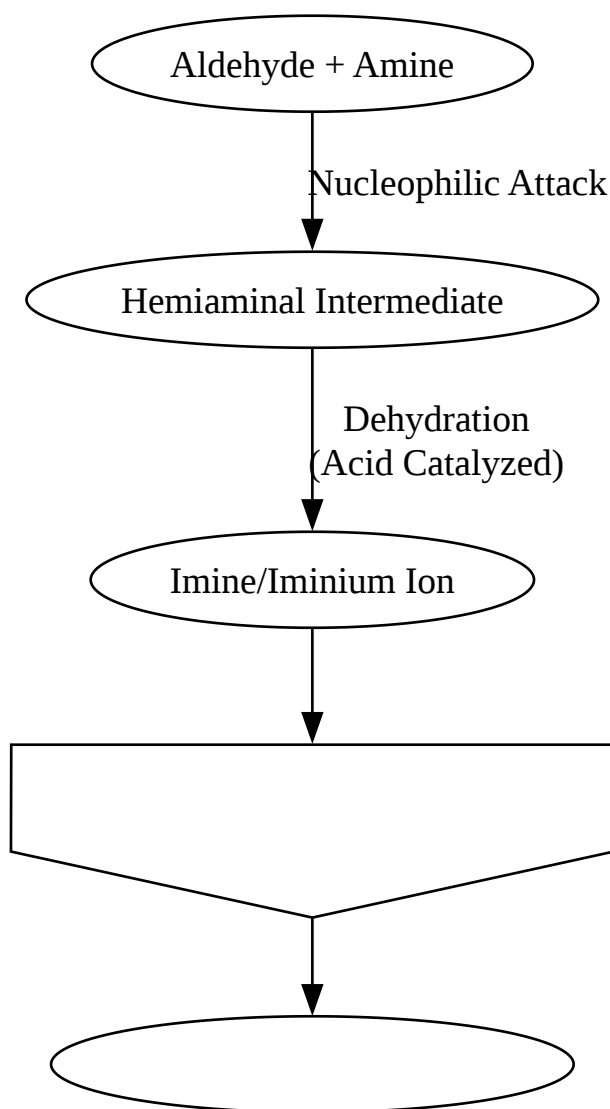 Aldehyde + Amine
Nucleophilic Attack
Hemiaminal Intermediate
Dehydration
(Acid Catalyzed)
Imine/Iminium Ion